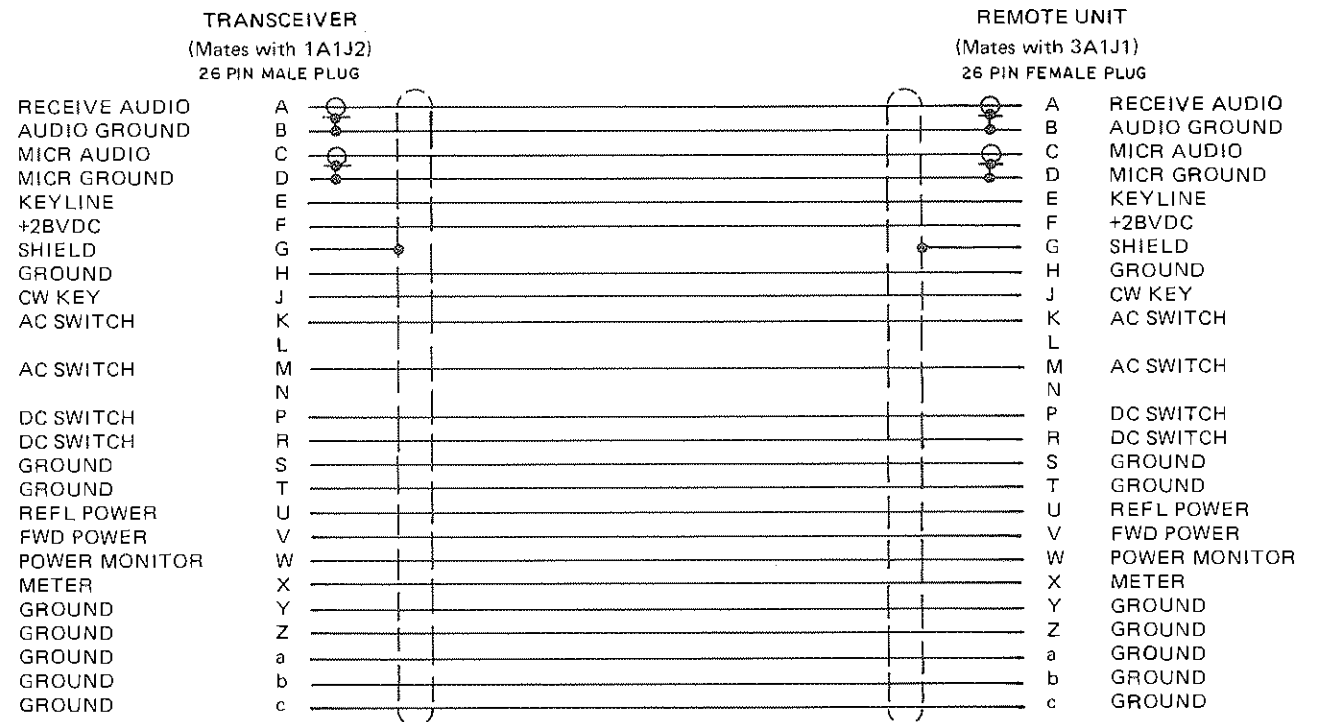 TRANSCEIVER REMOTE UNIT
(Mates with 1A1J2) (Mates with 3A1J1)
26 PIN MALE PLUG 26 PIN FEMALE PLUG
RECEIVE AUDIO A A RECEIVE AUDIO
AUDIO GROUND B B AUDIO GROUND
MICR AUDIO C C MICR AUDIO
MICR GROUND D D MICR GROUND
KEYLINE E E KEYLINE
+2BVDC F F +2BVDC
SHIELD G G SHIELD
GROUND H H GROUND
CW KEY J J CW KEY
AC SWITCH K K AC SWITCH
L L
AC SWITCH M M AC SWITCH
N N
DC SWITCH P P DC SWITCH
DC SWITCH R R DC SWITCH
GROUND S S GROUND
GROUND T T GROUND
REFL POWER U U REFL POWER
FWD POWER V V FWD POWER
POWER MONITOR W W POWER MONITOR
METER X X METER
GROUND Y Y GROUND
GROUND Z Z GROUND
GROUND a a GROUND
GROUND b b GROUND
GROUND c c GROUND